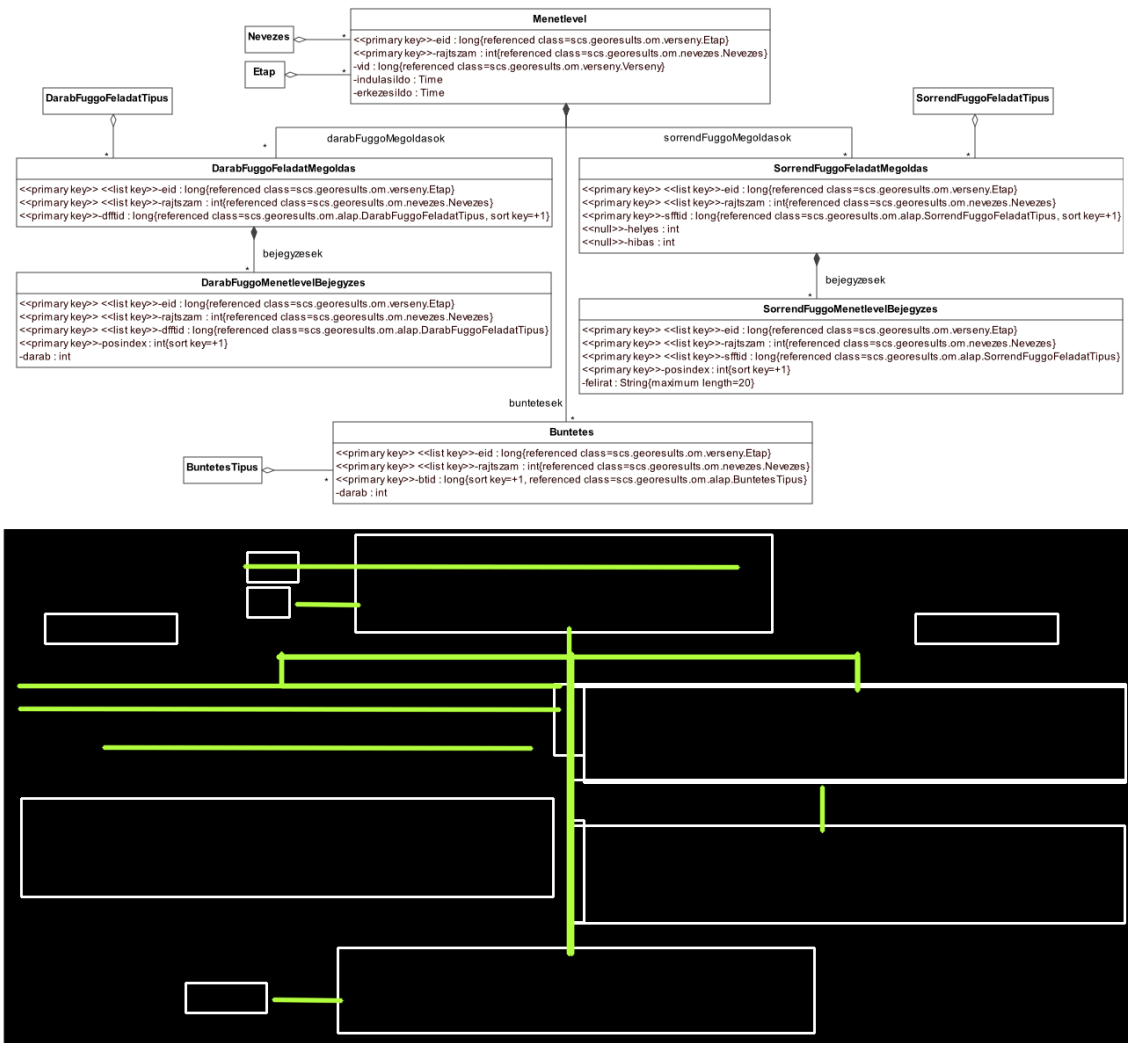 Menetlevel
Nevezes
*
<<primary key>>-eid : long{referenced class=scs.georesults.om.verseny.Etap}
<<primary key>>-rajtszam : int{referenced class=scs.georesults.om.nevezes.Nevezes}
Etap
*
-vid : long{referenced class=scs.georesults.om.verseny.Verseny}
-indulasiIdo : Time
-erkezesiIdo : Time
DarabFuggoFeladatTipus
SorrendFuggoFeladatTipus
darabFuggoMegoldasok
sorrendFuggoMegoldasok
*
*
*
*
DarabFuggoFeladatMegoldas
<<primary key>> <<list key>>-eid : long{referenced class=scs.georesults.om.verseny.Etap}
<<primary key>> <<list key>>-rajtszam : int{referenced class=scs.georesults.om.nevezes.Nevezes}
<<primary key>>-dfftid : long{referenced class=scs.georesults.om.alap.DarabFuggoFeladatTipus, sort key=+1}
SorrendFuggoFeladatMegoldas
<<primary key>> <<list key>>-eid : long{referenced class=scs.georesults.om.verseny.Etap}
<<primary key>> <<list key>>-rajtszam : int{referenced class=scs.georesults.om.nevezes.Nevezes}
<<primary key>>-sfftid : long{referenced class=scs.georesults.om.alap.SorrendFuggoFeladatTipus, sort key=+1}
<<null>>-helyes : int
<<null>>-hibas : int
bejegyzesek
*
DarabFuggoMenetlevelBejegyzes
<<primary key>> <<list key>>-eid : long{referenced class=scs.georesults.om.verseny.Etap}
<<primary key>> <<list key>>-rajtszam : int{referenced class=scs.georesults.om.nevezes.Nevezes}
<<primary key>> <<list key>>-dfftid : long{referenced class=scs.georesults.om.alap.DarabFuggoFeladatTipus}
<<primary key>>-posindex : int{sort key=+1}
-darab : int
bejegyzesek
*
SorrendFuggoMenetlevelBejegyzes
<<primary key>> <<list key>>-eid : long{referenced class=scs.georesults.om.verseny.Etap}
<<primary key>> <<list key>>-rajtszam : int{referenced class=scs.georesults.om.nevezes.Nevezes}
<<primary key>> <<list key>>-sfftid : long{referenced class=scs.georesults.om.alap.SorrendFuggoFeladatTipus}
<<primary key>>-posindex : int{sort key=+1}
-felirat : String{maximum length=20}
buntetesek
*
Buntetes
BuntetesTipus
*
<<primary key>> <<list key>>-eid : long{referenced class=scs.georesults.om.verseny.Etap}
<<primary key>> <<list key>>-rajtszam : int{referenced class=scs.georesults.om.nevezes.Nevezes}
<<primary key>>-btid : long{sort key=+1, referenced class=scs.georesults.om.alap.BuntetesTipus}
-darab : int